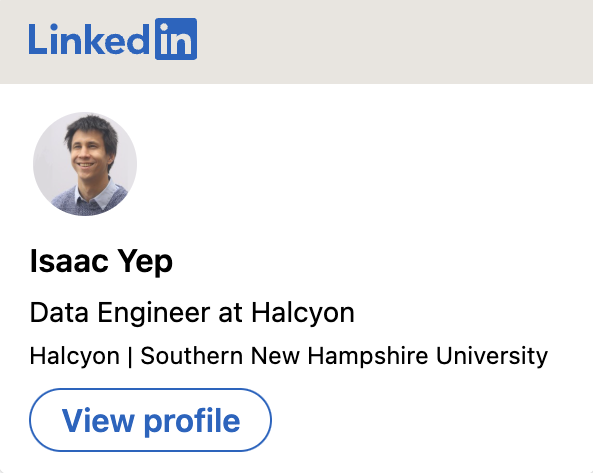 LinkedIn
Isaac Yep
Data Engineer at Halcyon
Halcyon | Southern New Hampshire University
View profile